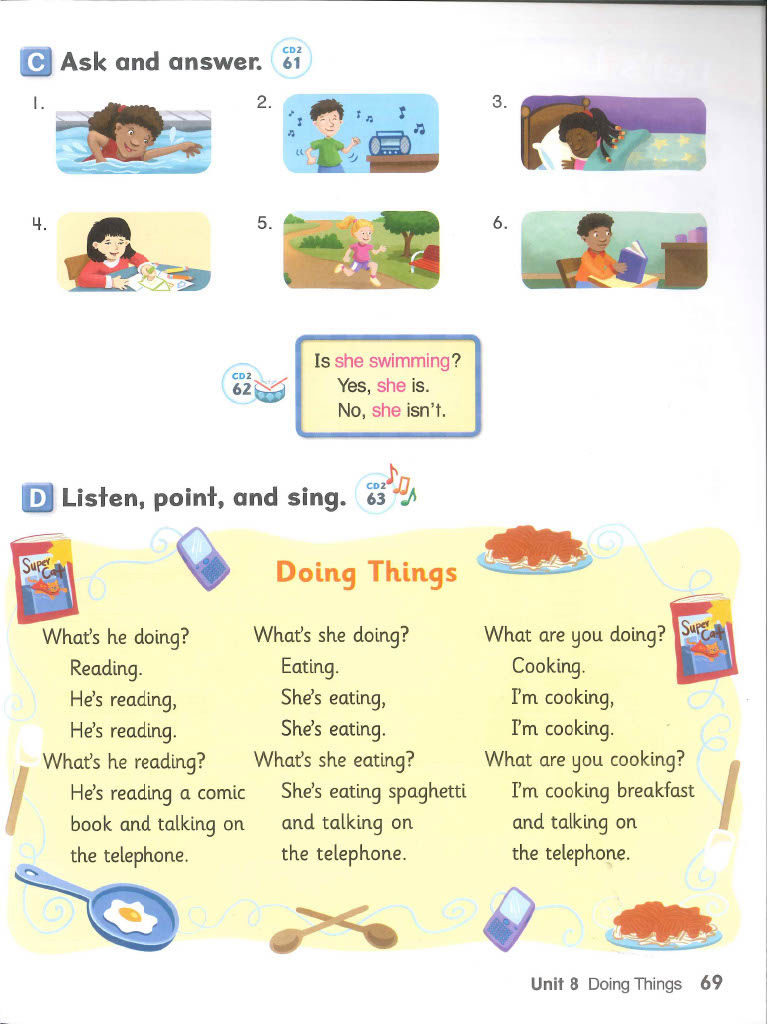 C Ask and answer. CD2 61
1.
2.
3.
4.
5.
6.
CD2 62
Is she swimming?
Yes, she is.
No, she isn't.
D Listen, point, and sing. CD2 63
Doing Things
Super Cat
What's he doing?
Reading.
He's reading,
He's reading.
What's he reading?
He's reading a comic
book and talking on
the telephone.
What's she doing?
Eating.
She's eating,
She's eating.
What's she eating?
She's eating spaghetti
and talking on
the telephone.
What are you doing?
Cooking.
I'm cooking,
I'm cooking.
What are you cooking?
I'm cooking breakfast
and talking on
the telephone.
Super Cat
Unit 8 Doing Things 69